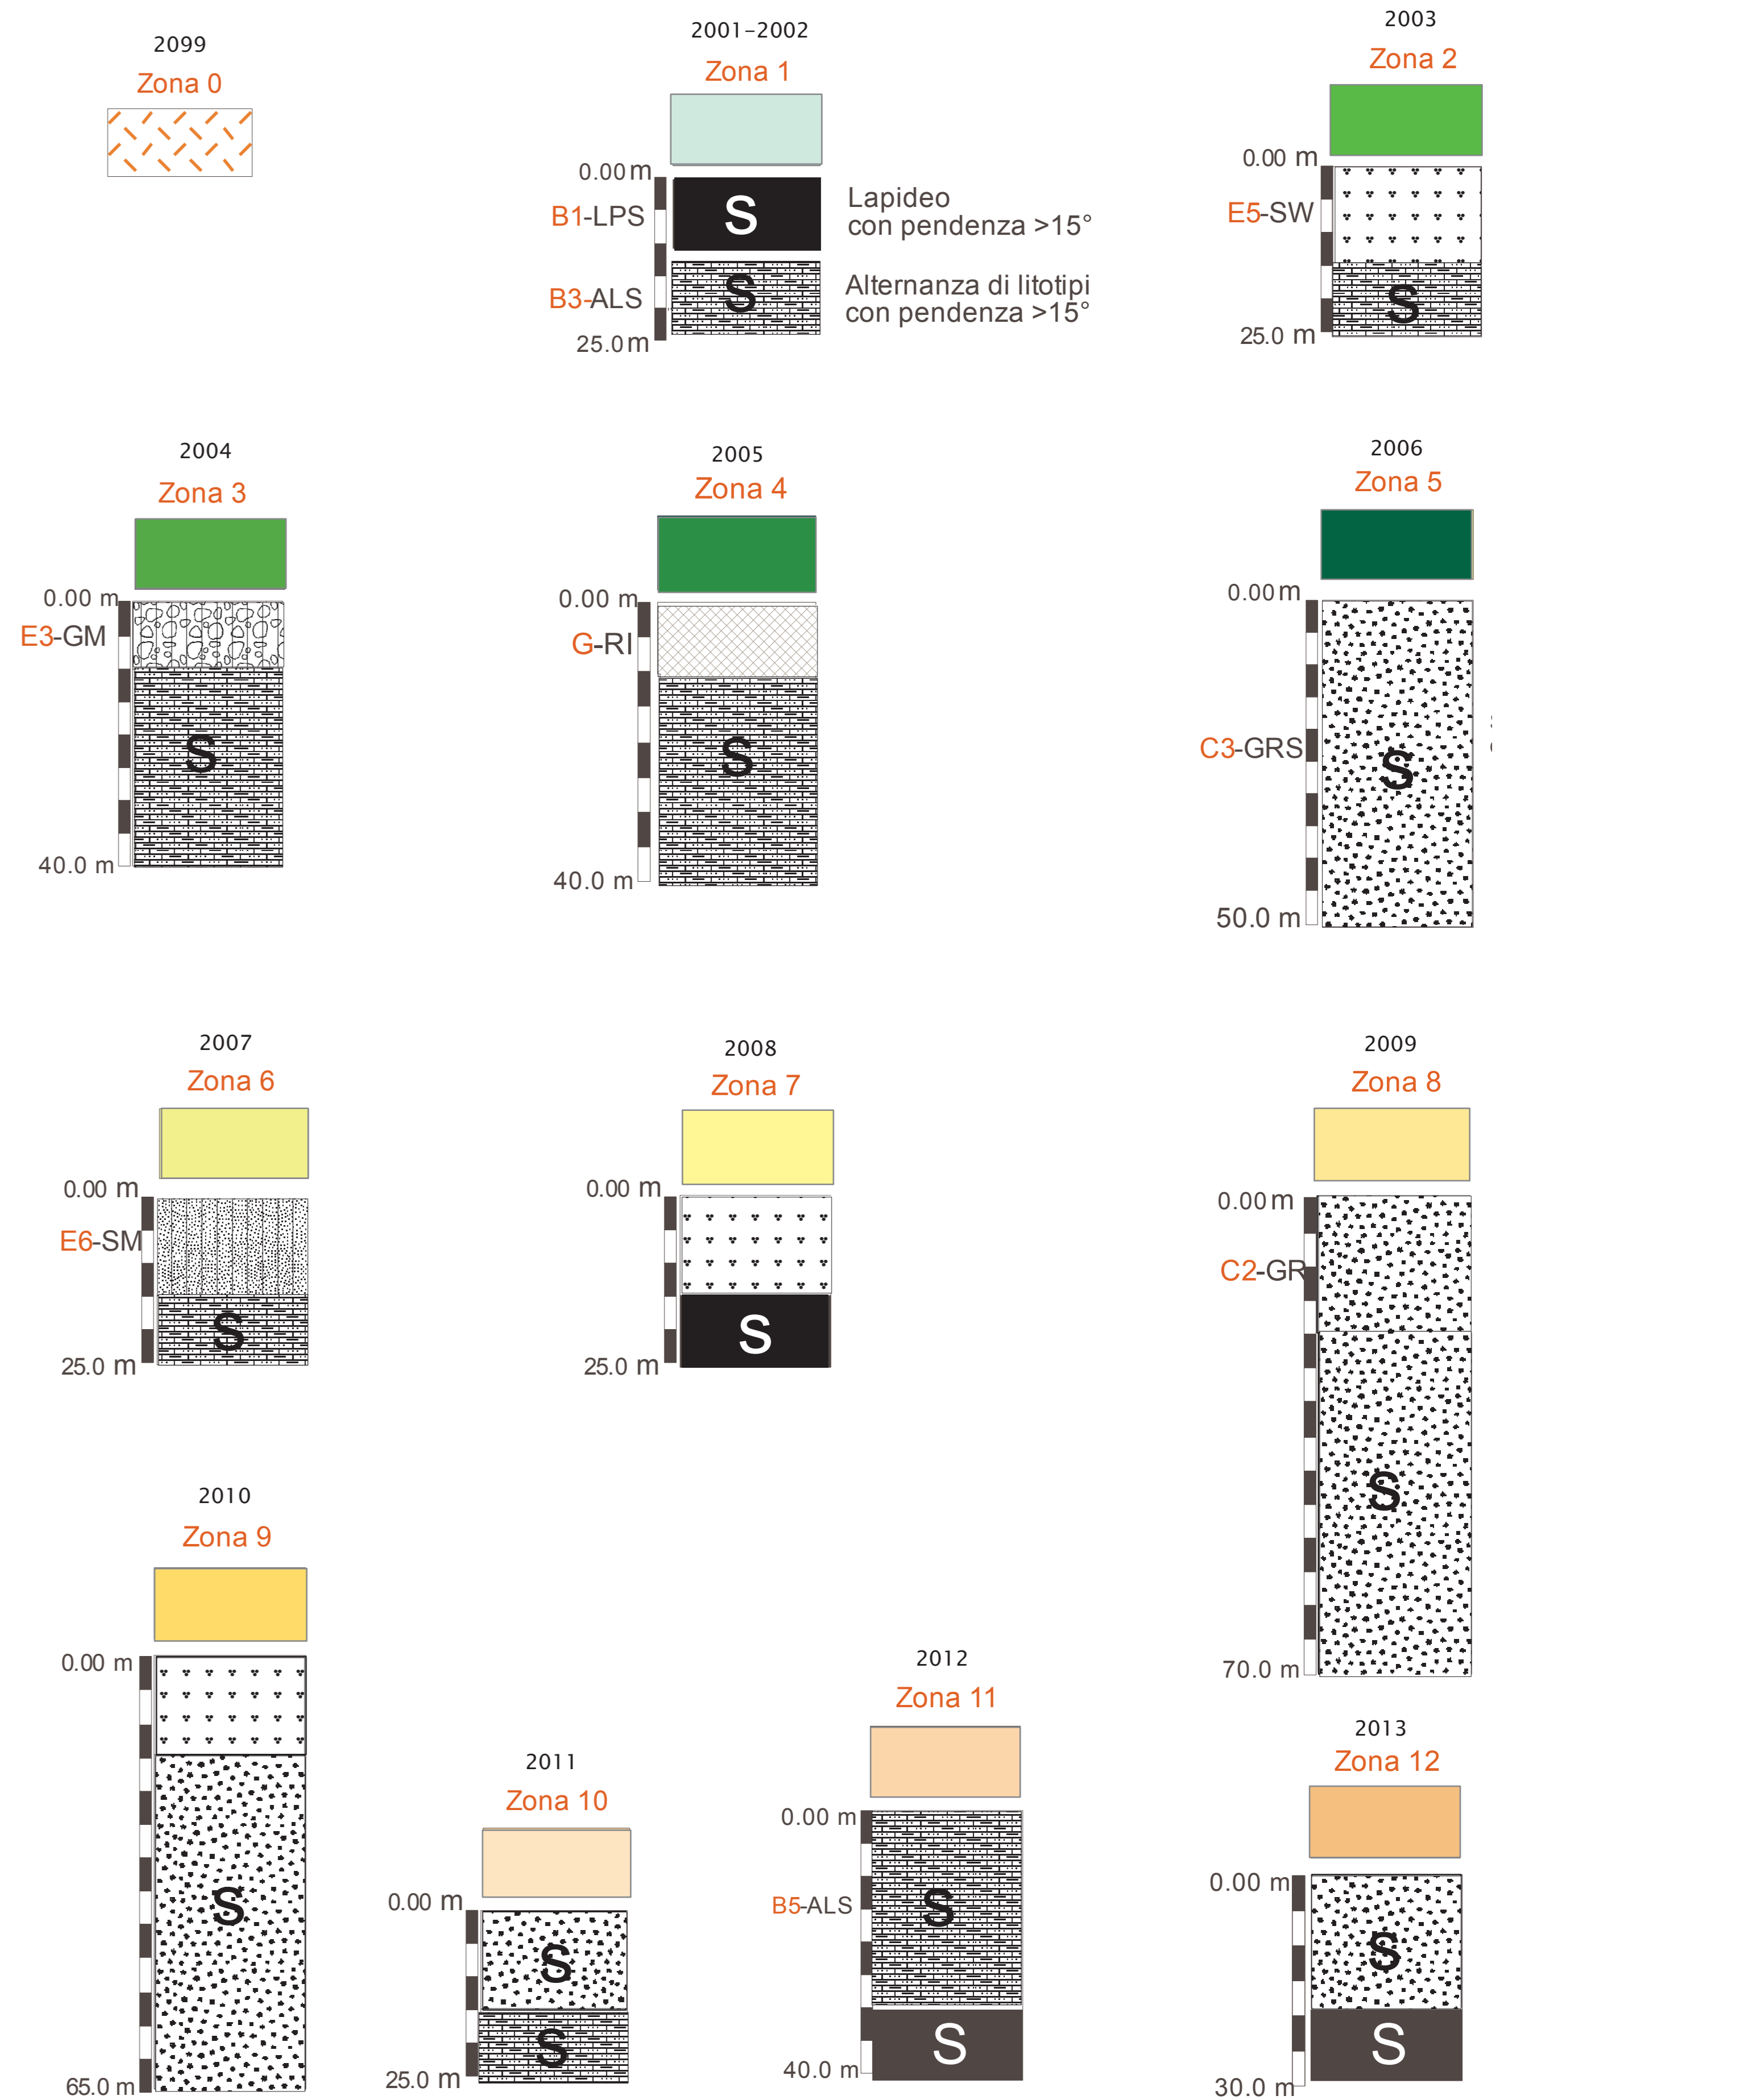 2099
Zona 0
2001-2002
Zona 1
0.00 m
B1-LPS
S
Lapideo
con pendenza >15°
B3-ALS
S
Alternanza di litotipi
con pendenza >15°
25.0 m
2003
Zona 2
0.00 m
E5-SW
S
25.0 m
2004
Zona 3
0.00 m
E3-GM
S
40.0 m
2005
Zona 4
0.00 m
G-RI
S
40.0 m
2006
Zona 5
0.00 m
C3-GRS
S
50.0 m
2007
Zona 6
0.00 m
E6-SM
S
25.0 m
2008
Zona 7
0.00 m
S
25.0 m
2009
Zona 8
0.00 m
C2-GR
S
70.0 m
2010
Zona 9
0.00 m
S
65.0 m
2011
Zona 10
0.00 m
S
S
25.0 m
2012
Zona 11
0.00 m
B5-ALS
S
S
40.0 m
2013
Zona 12
0.00 m
S
S
30.0 m